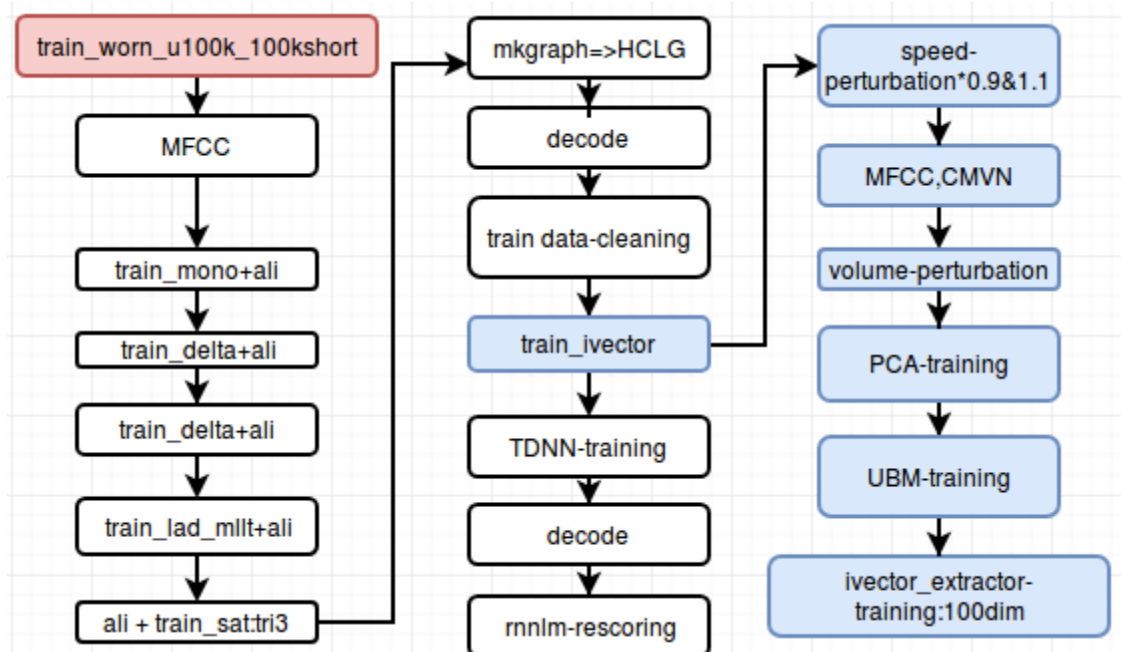 train_worn_u100k_100kshort
MFCC
train_mono+ali
train_delta+ali
train_delta+ali
train_lad_mllt+ali
ali + train_sat:tri3
mkgraph=>HCLG
decode
train data-cleaning
train_ivector
TDNN-training
decode
rnnlm-rescoring
speed-
perturbation*0.9&1.1
MFCC,CMVN
volume-perturbation
PCA-training
UBM-training
ivector_extractor-
training:100dim